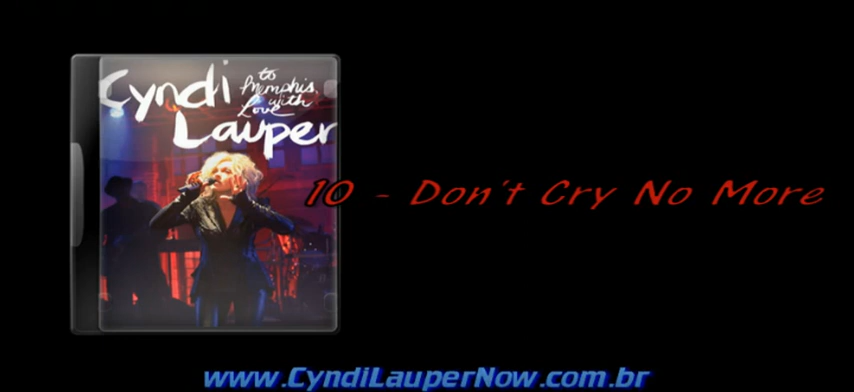 Cyndi
to
Memphis,
with
Love
Lauper
10 - Don't Cry No More
www.CyndiLauperNow.com.br